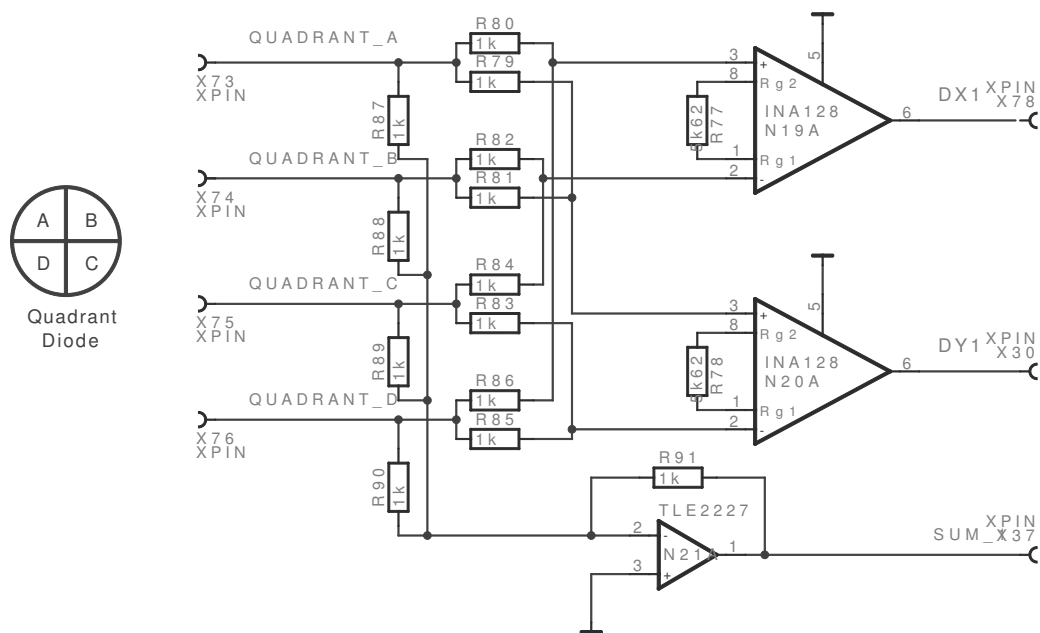 R80
1k
QUADRANT_A
R79
1k
X73
XPIN
R87
1k
3
+
8
Rg2
5k62
R77
1
Rg1
2
-
5
INA128
N19A
6
DX1
XPIN
X78
QUADRANT_B
R82
1k
R81
1k
X74
XPIN
R88
1k
A
B
D
C
Quadrant
Diode
QUADRANT_C
R84
1k
R83
1k
X75
XPIN
R89
1k
3
+
8
Rg2
5k62
R78
1
Rg1
2
-
5
INA128
N20A
6
DY1
XPIN
X30
QUADRANT_D
R86
1k
R85
1k
X76
XPIN
R90
1k
R91
1k
TLE2227
2
-
N21A
3
+
1
XPIN
SUM_X37